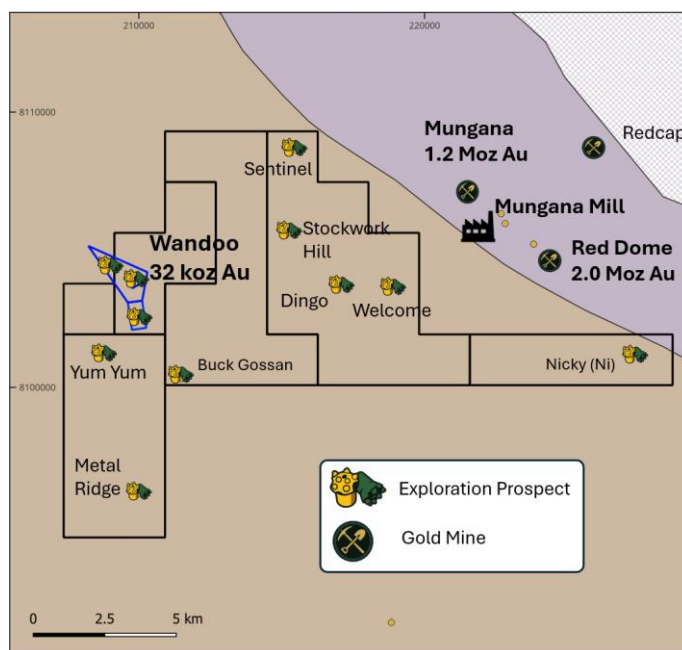 210000
220000
8110000
Mungana
1.2 Moz Au
Redcap
Sentinel
Mungana Mill
Stockwork
Hill
Wandoo
32 koz Au
Red Dome
2.0 Moz Au
Dingo
Welcome
Yum Yum
Buck Gossan
Nicky (Ni)
8100000
Metal
Ridge
Exploration Prospect
Gold Mine
0 2.5 5 km